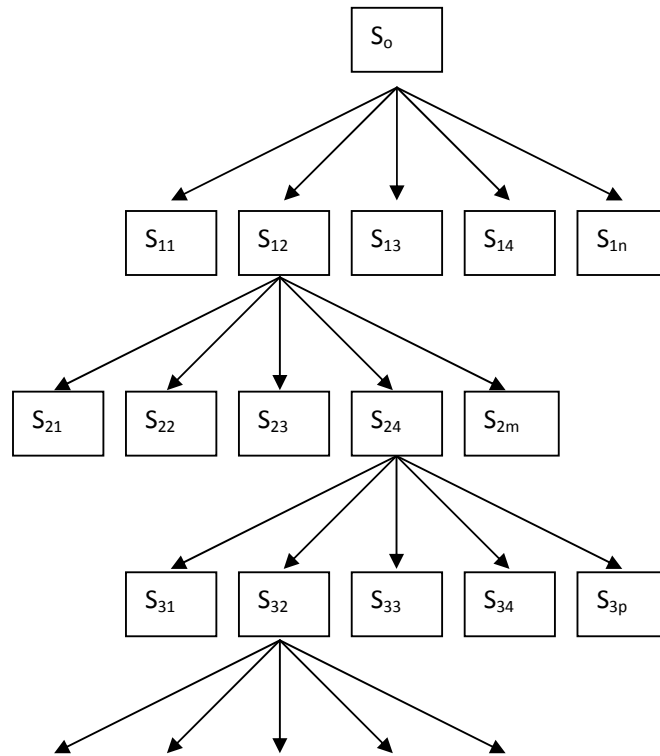 Sₒ
S₁₁ S₁₂ S₁₃ S₁₄ S₁ₙ
S₂₁ S₂₂ S₂₃ S₂₄ S₂ₘ
S₃₁ S₃₂ S₃₃ S₃₄ S₃ₚ